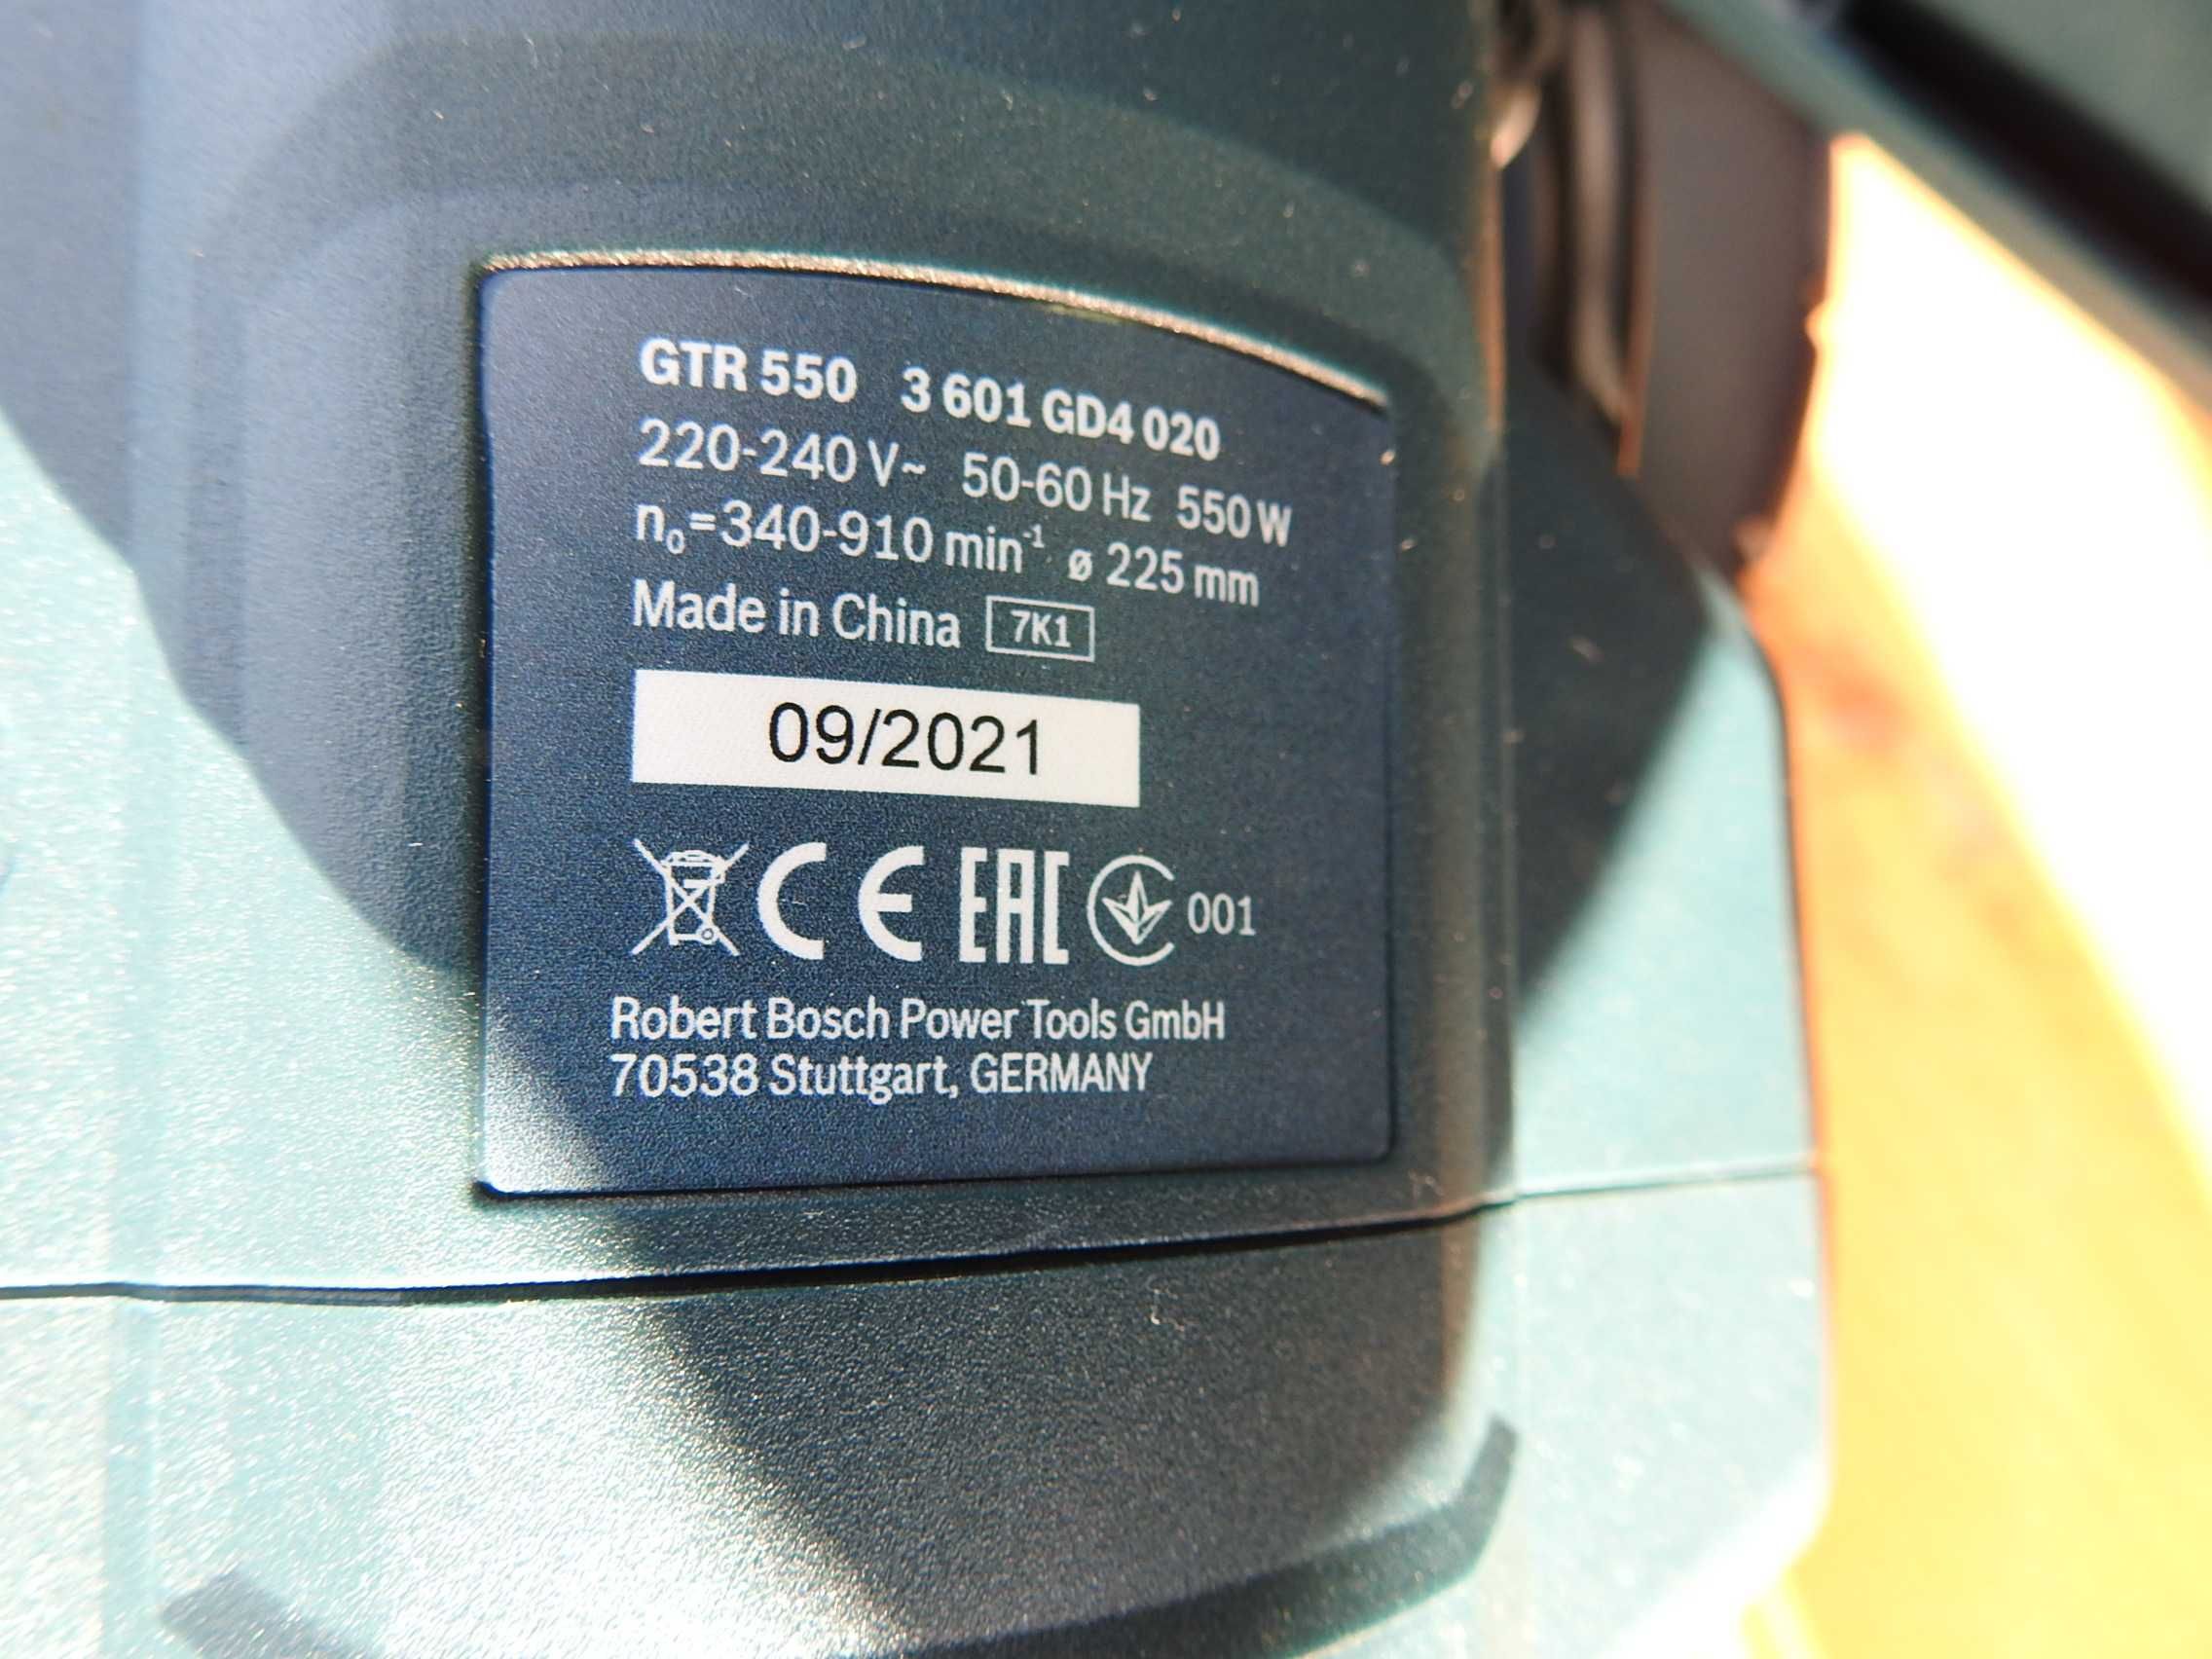 GTR 550 3 601 GD4 020
220-240 V~ 50-60 Hz 550 W
n₀=340-910 min⁻¹ ø 225 mm
Made in China 7K1
09/2021
CE EAC 001
Robert Bosch Power Tools GmbH
70538 Stuttgart, GERMANY